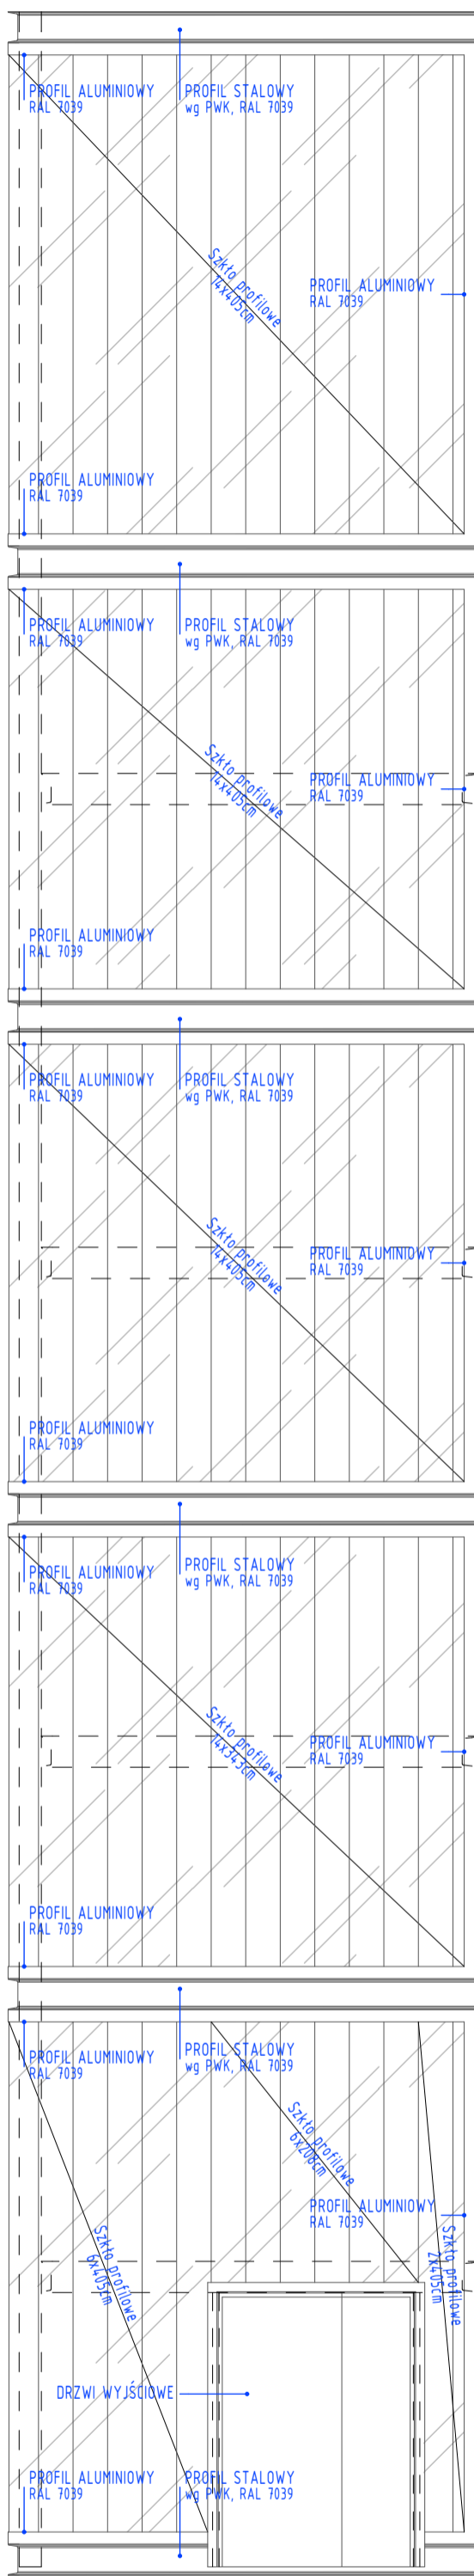 PROFIL ALUMINIOWY
RAL 7039
PROFIL STALOWY
wg PWK, RAL 7039
Szkło profilowe
14x405cm
PROFIL ALUMINIOWY
RAL 7039
PROFIL ALUMINIOWY
RAL 7039
PROFIL ALUMINIOWY
RAL 7039
PROFIL STALOWY
wg PWK, RAL 7039
Szkło profilowe
14x405cm
PROFIL ALUMINIOWY
RAL 7039
PROFIL ALUMINIOWY
RAL 7039
PROFIL ALUMINIOWY
RAL 7039
PROFIL STALOWY
wg PWK, RAL 7039
Szkło profilowe
14x405cm
PROFIL ALUMINIOWY
RAL 7039
PROFIL ALUMINIOWY
RAL 7039
PROFIL ALUMINIOWY
RAL 7039
PROFIL STALOWY
wg PWK, RAL 7039
Szkło profilowe
14x343cm
PROFIL ALUMINIOWY
RAL 7039
PROFIL ALUMINIOWY
RAL 7039
PROFIL ALUMINIOWY
RAL 7039
PROFIL STALOWY
wg PWK, RAL 7039
Szkło profilowe
6x208cm
PROFIL ALUMINIOWY
RAL 7039
Szkło profilowe
6x405cm
Szkło profilowe
2x405cm
DRZWI WYJŚCIOWE
PROFIL ALUMINIOWY
RAL 7039
PROFIL STALOWY
wg PWK, RAL 7039